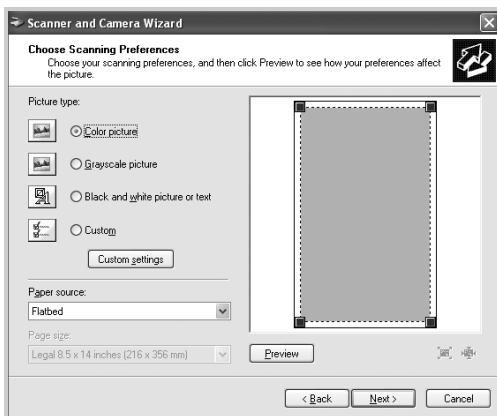 Scanner and Camera Wizard
Choose Scanning Preferences
Choose your scanning preferences, and then click Preview to see how your preferences affect
the picture.
Picture type:
Color picture
Grayscale picture
Black and white picture or text
Custom
Custom settings
Paper source:
Flatbed
Page size:
Legal 8.5 x 14 inches (216 x 356 mm)
Preview
< Back
Next >
Cancel